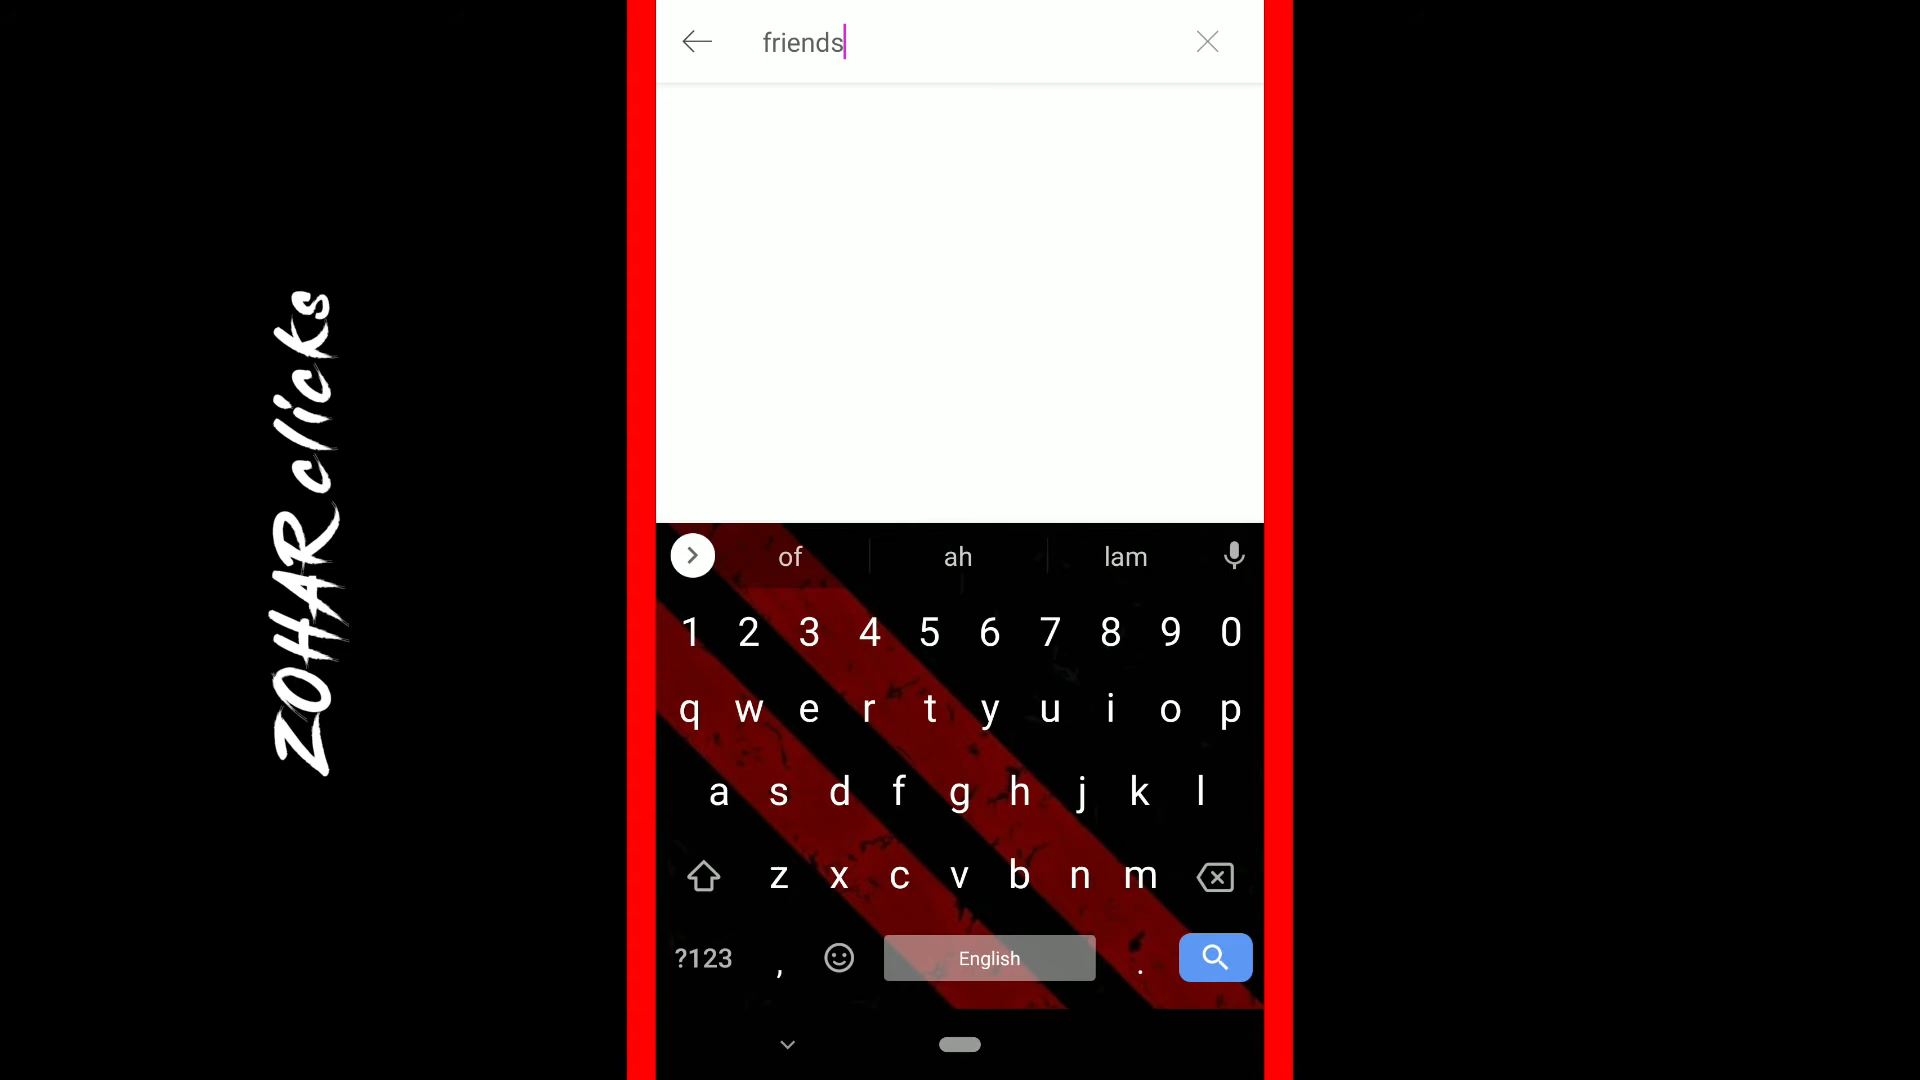 friends
ZOHAR clicks
of ah lam
1 2 3 4 5 6 7 8 9 0
q w e r t y u i o p
a s d f g h j k l
z x c v b n m
?123 , English .